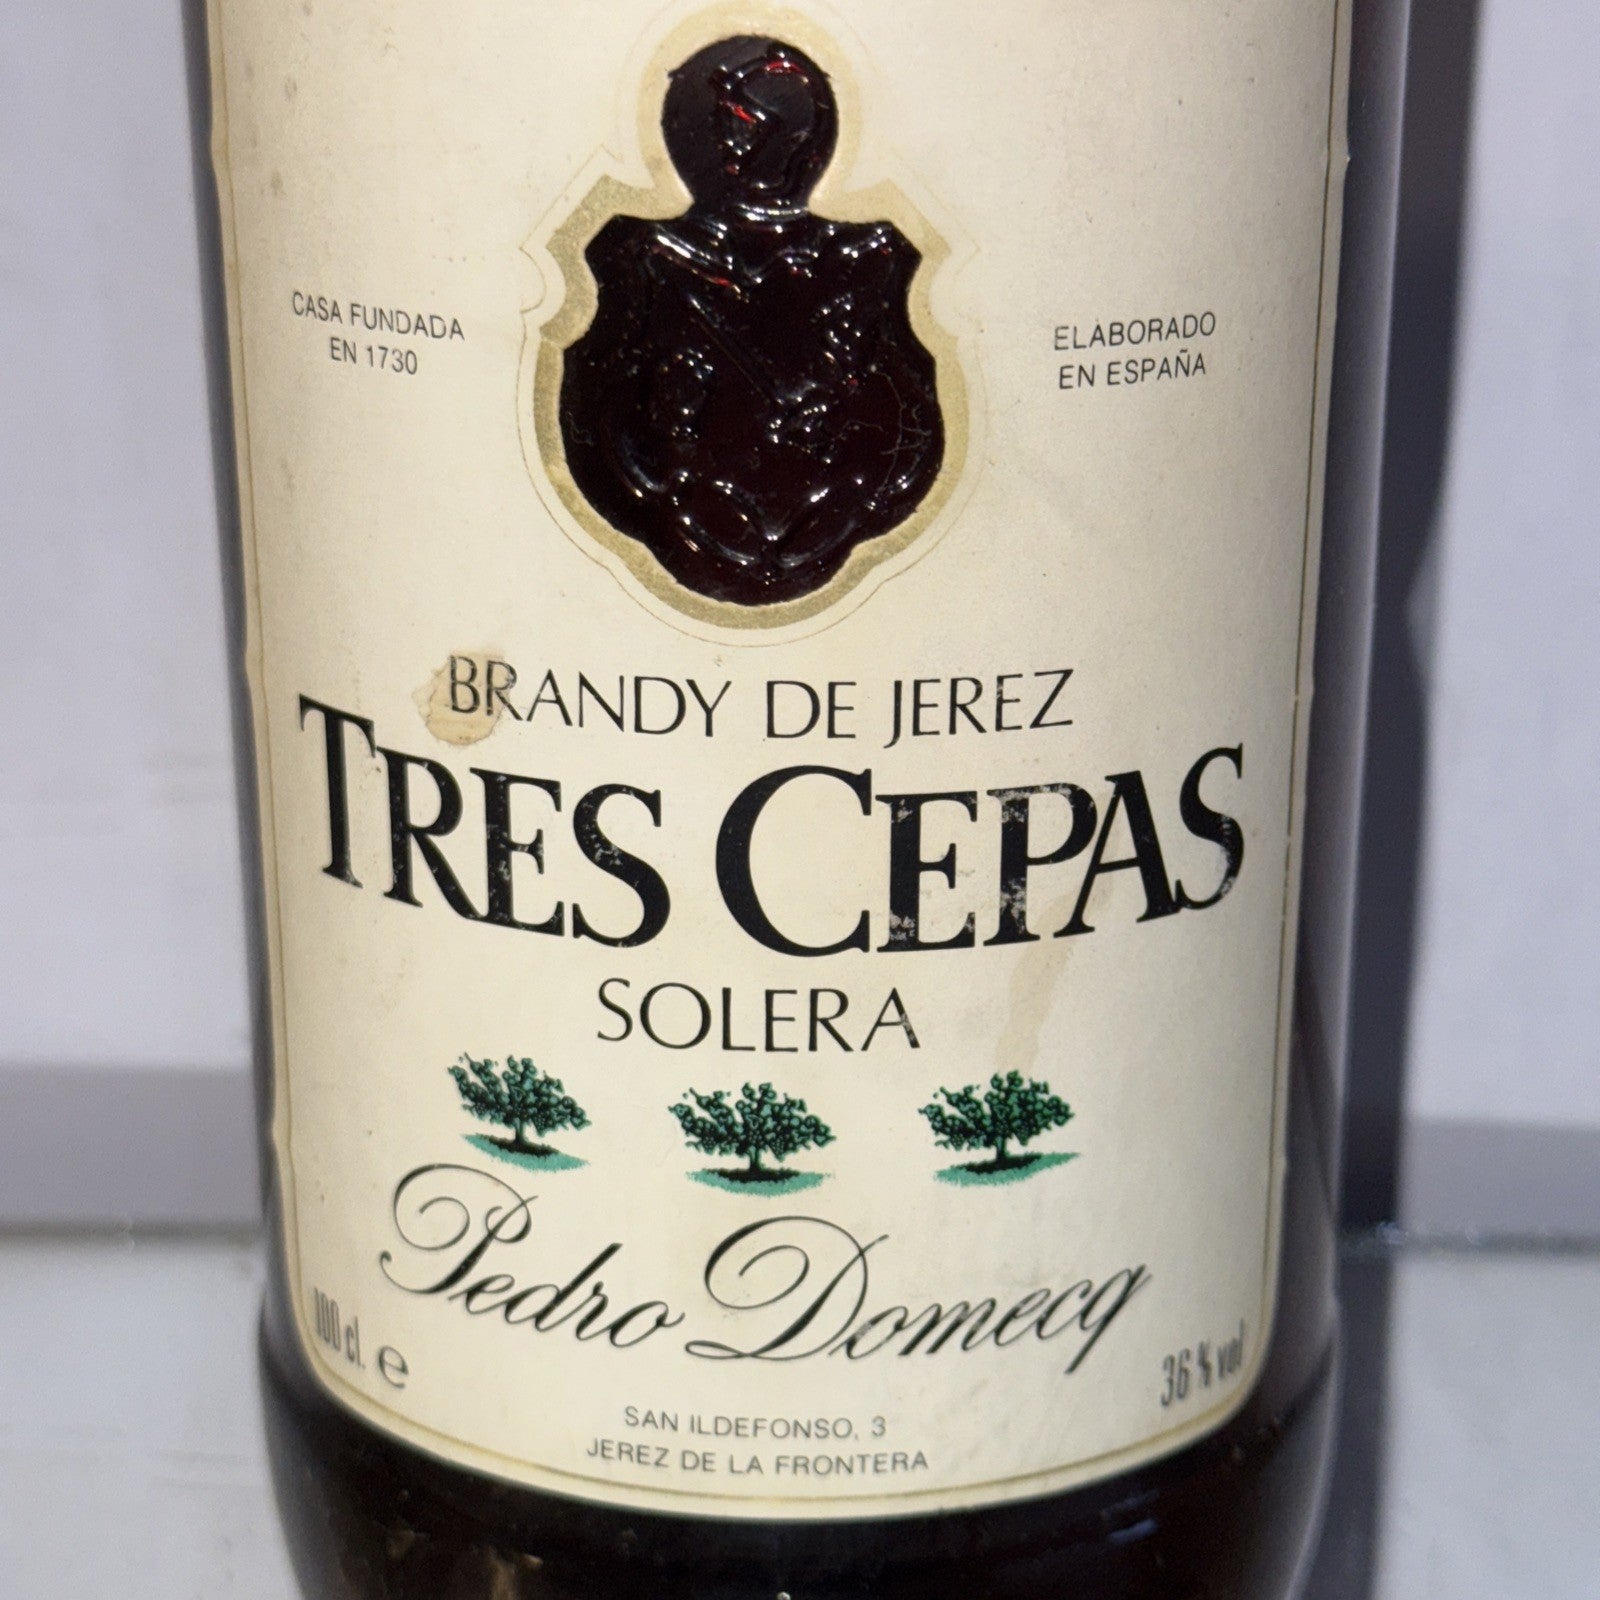 CASA FUNDADA
EN 1730
ELABORADO
EN ESPAÑA
BRANDY DE JEREZ
TRES CEPAS
SOLERA
Pedro Domecq
100 cl. e
36 % vol
SAN ILDEFONSO, 3
JEREZ DE LA FRONTERA